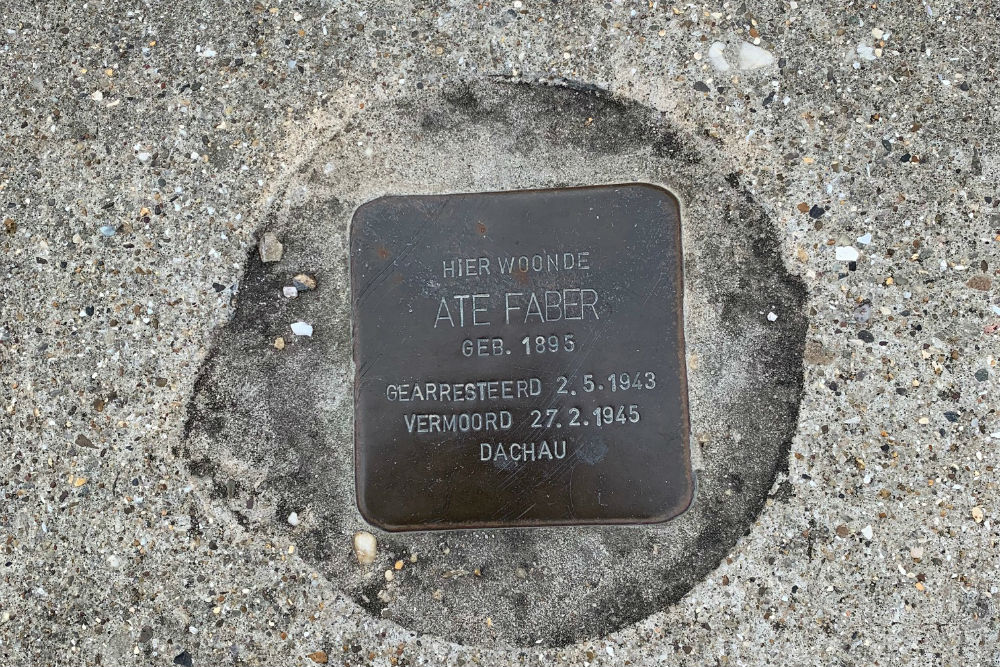 HIER WOONDE
ATE FABER
GEB. 1895
GEARRESTEERD 2.5.1943
VERMOORD 27.2.1945
DACHAU